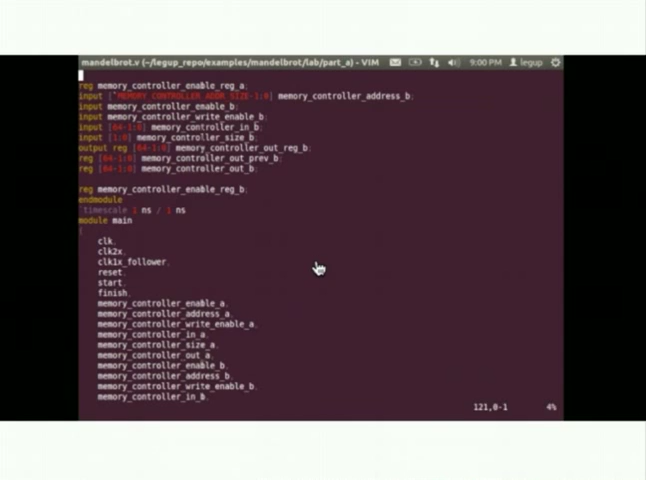 mandelbrot.v (~/legup_repo/examples/mandelbrot/lab/part_a) - VIM 9:00 PM legup
reg memory_controller_enable_reg_a;
input [`MEMORY_CONTROLLER_ADDR_SIZE-1:0] memory_controller_address_b;
input memory_controller_enable_b;
input memory_controller_write_enable_b;
input [64-1:0] memory_controller_in_b;
input [1:0] memory_controller_size_b;
output reg [64-1:0] memory_controller_out_reg_b;
reg [64-1:0] memory_controller_out_prev_b;
reg [64-1:0] memory_controller_out_b;
reg memory_controller_enable_reg_b;
endmodule
`timescale 1 ns / 1 ns
module main
(
clk,
clk2x,
clk1x_follower,
reset,
start,
finish,
memory_controller_enable_a,
memory_controller_address_a,
memory_controller_write_enable_a,
memory_controller_in_a,
memory_controller_size_a,
memory_controller_out_a,
memory_controller_enable_b,
memory_controller_address_b,
memory_controller_write_enable_b,
memory_controller_in_b,
121,0-1 4%